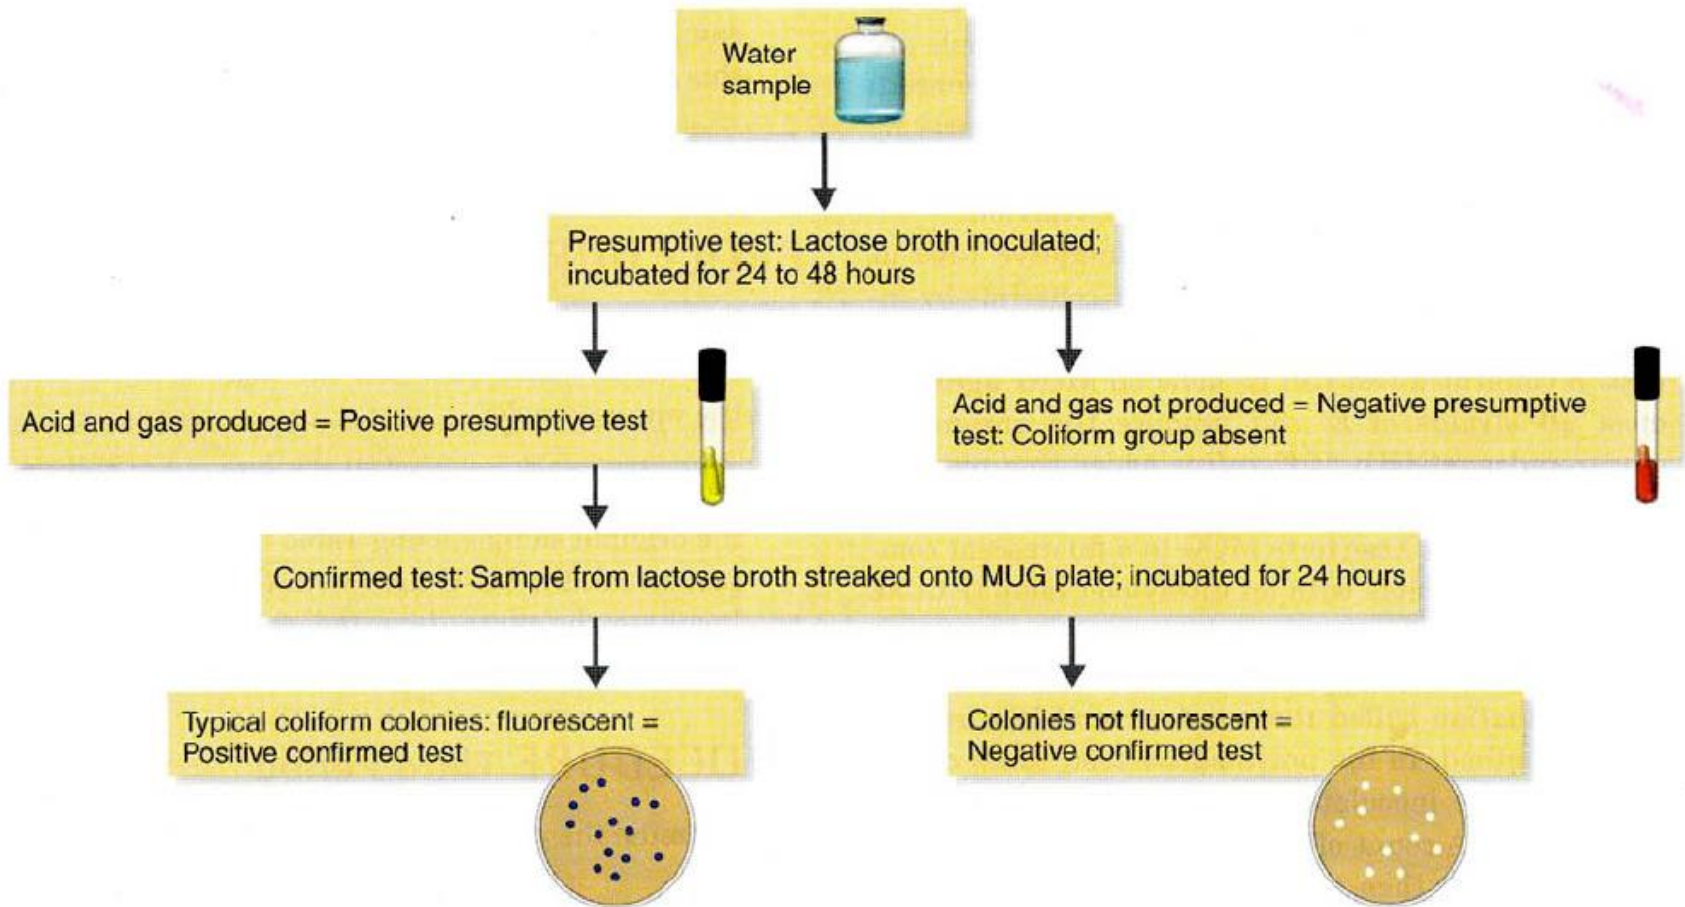 Water
sample
Presumptive test: Lactose broth inoculated;
incubated for 24 to 48 hours
Acid and gas produced = Positive presumptive test
Acid and gas not produced = Negative presumptive
test: Coliform group absent
Confirmed test: Sample from lactose broth streaked onto MUG plate; incubated for 24 hours
Typical coliform colonies: fluorescent =
Positive confirmed test
Colonies not fluorescent =
Negative confirmed test